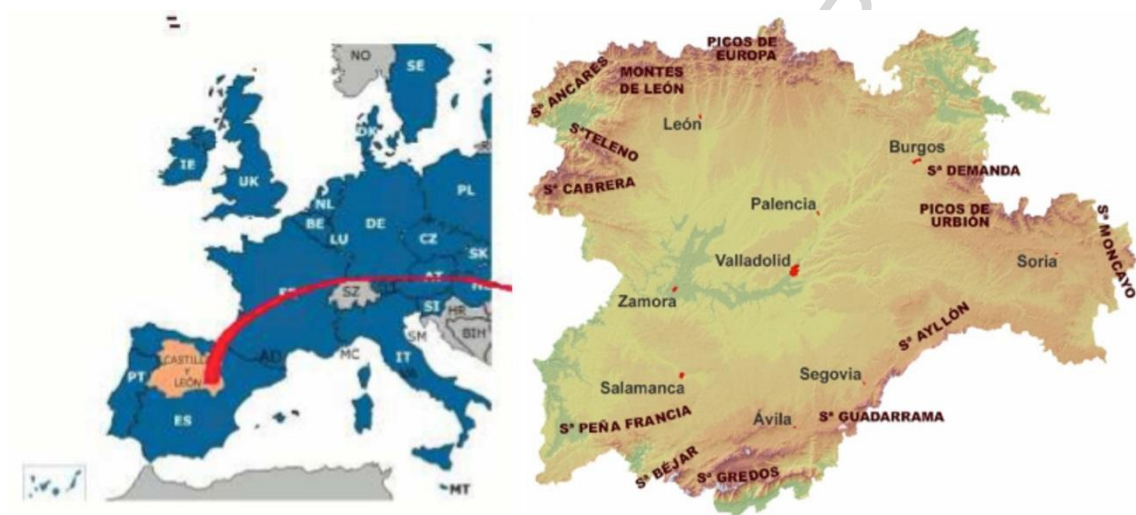 NO
SE
DK
IE
UK
NL
PL
BE
DE
LU
CZ
SK
AT
SZ
SI
HR
BIH
SM
AD
MC
IT
CASTILL
Y
LEÓN
PT
ES
MT
PICOS DE
EUROPA
Sª ANCARES
MONTES
DE LEÓN
León
SªTELENO
Burgos
Sª DEMANDA
Sª CABRERA
Palencia
PICOS DE
URBIÓN
Sª MONCAYO
Valladolid
Soria
Zamora
Sª AYLLÓN
Salamanca
Segovia
Sª PEÑA FRANCIA
Ávila
Sª GUADARRAMA
Sª BÉJAR
Sª GREDOS